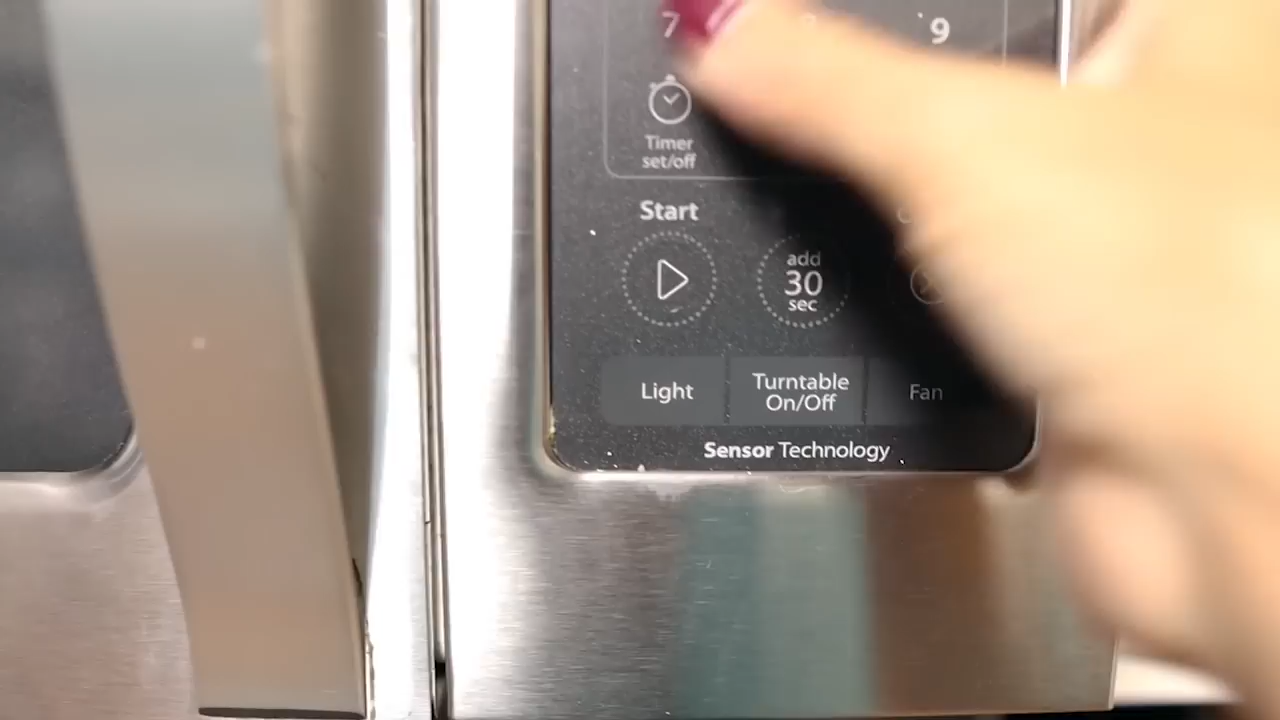 7 9
Timer
set/off
Start
add
30
sec
Light
Turntable
On/Off
Fan
Sensor Technology